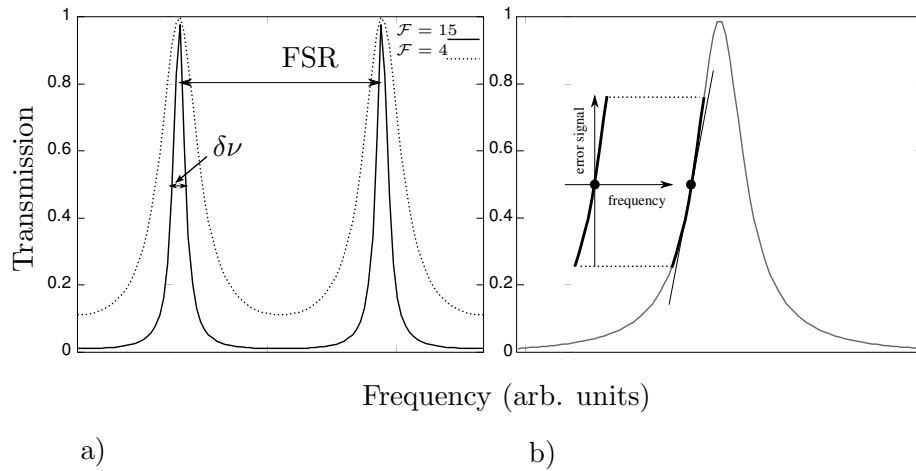 1
0.8
0.6
0.4
0.2
0
Transmission
FSR
δν
ℱ = 15
ℱ = 4
1
0.8
0.6
0.4
0.2
0
error signal
frequency
Frequency (arb. units)
a)
b)